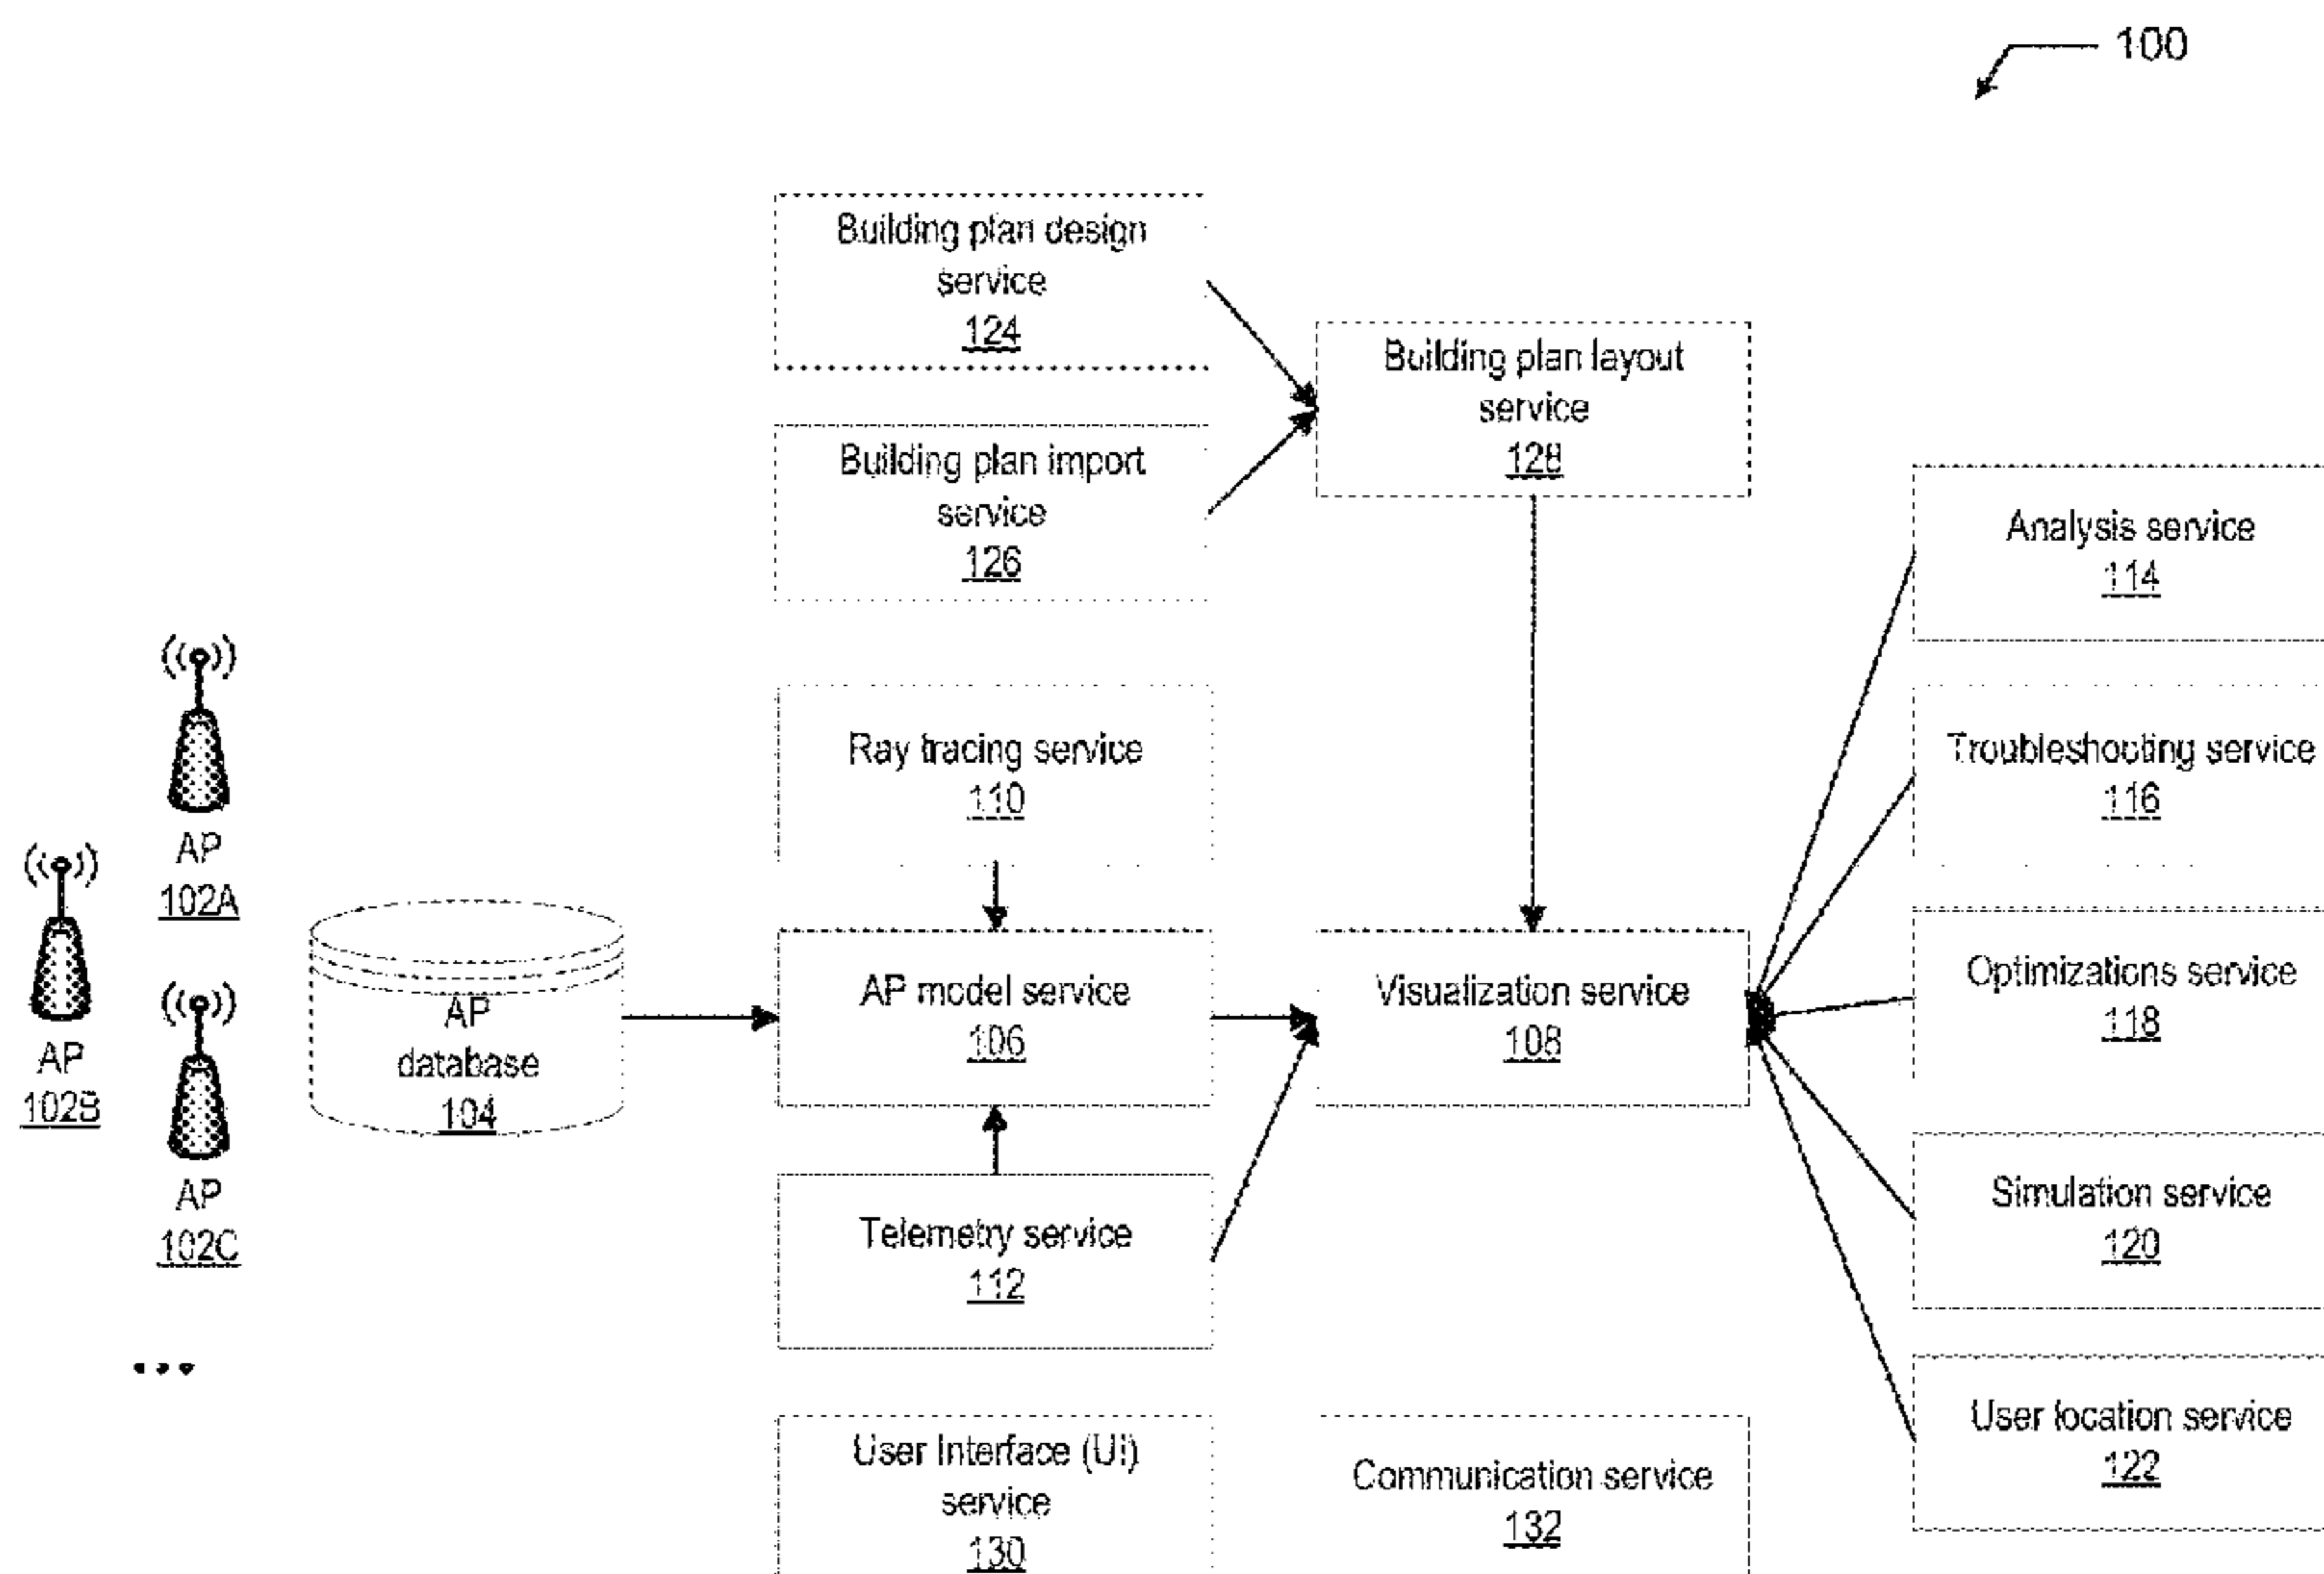 100
Building plan design
service
124
Building plan import
service
126
Building plan layout
service
128
Analysis service
114
Troubleshooting service
116
Optimizations service
118
Simulation service
120
User location service
122
Ray tracing service
110
AP model service
106
Visualization service
108
Telemetry service
112
User Interface (UI)
service
130
Communication service
132
AP
102A
AP
102B
AP
102C
...
AP
database
104